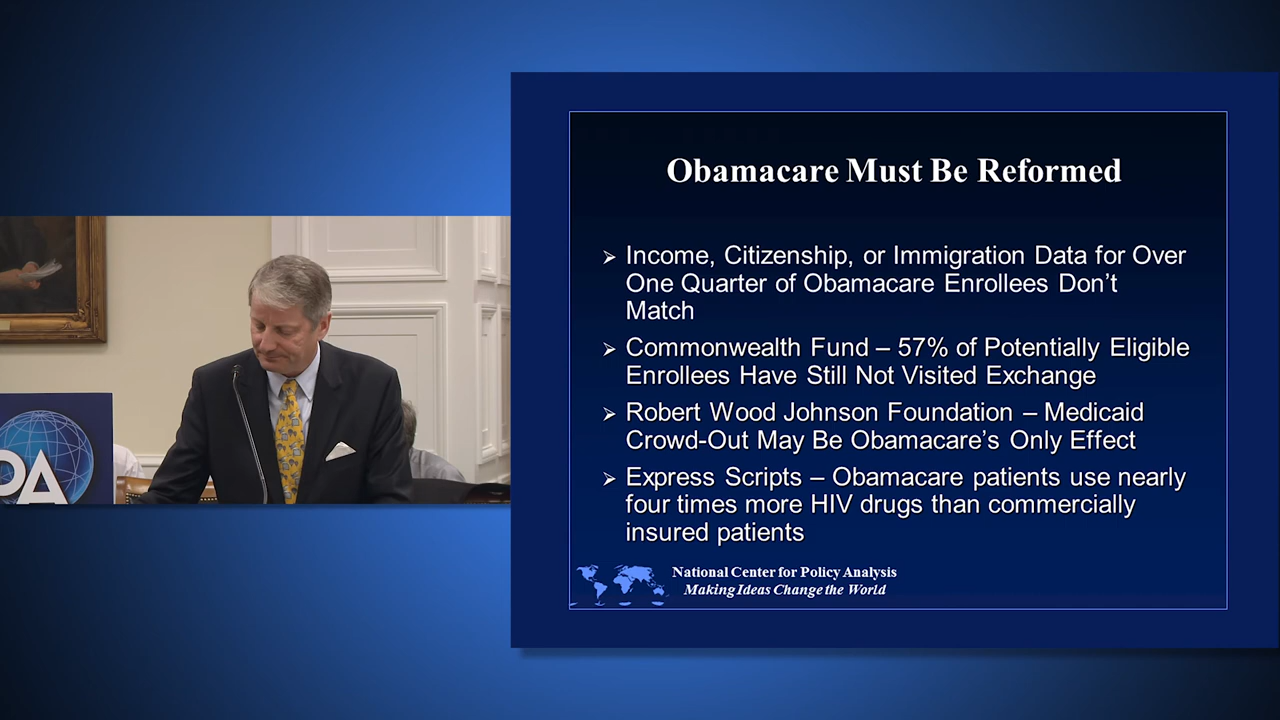 Obamacare Must Be Reformed
➢ Income, Citizenship, or Immigration Data for Over
One Quarter of Obamacare Enrollees Don’t
Match
➢ Commonwealth Fund – 57% of Potentially Eligible
Enrollees Have Still Not Visited Exchange
➢ Robert Wood Johnson Foundation – Medicaid
Crowd-Out May Be Obamacare’s Only Effect
➢ Express Scripts – Obamacare patients use nearly
four times more HIV drugs than commercially
insured patients
National Center for Policy Analysis
Making Ideas Change the World
PA